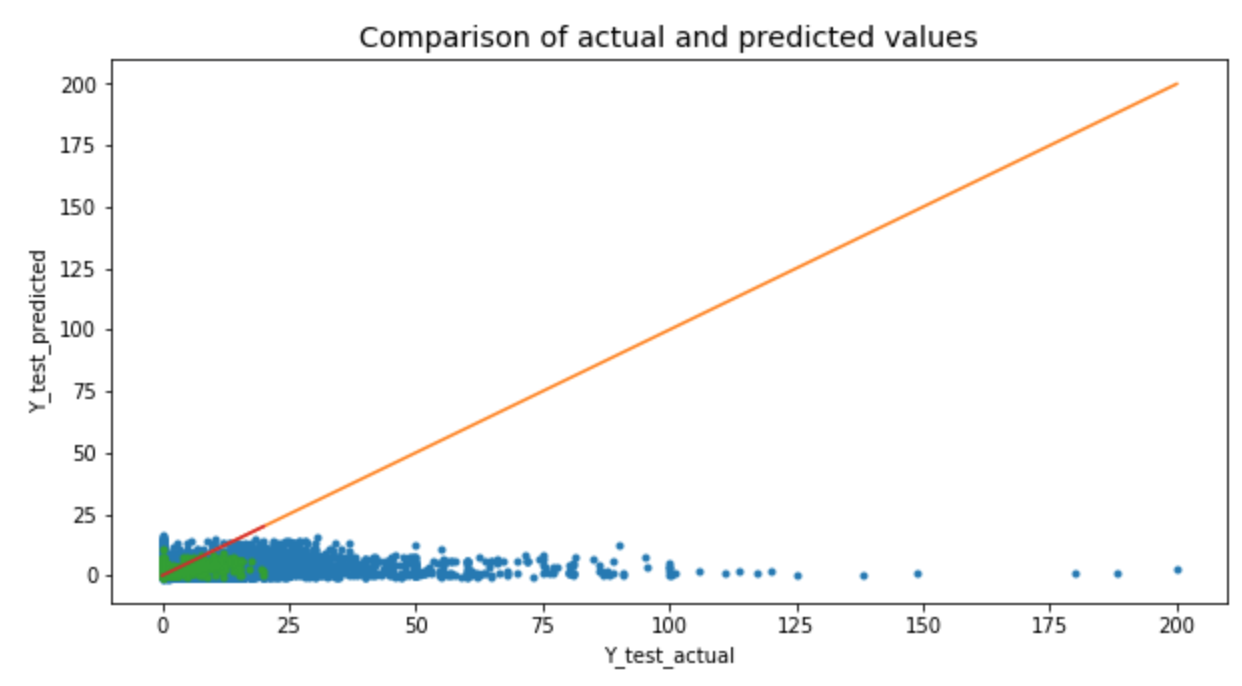 Comparison of actual and predicted values
200
175
150
125
100
75
50
25
0
Y_test_predicted
0 25 50 75 100 125 150 175 200
Y_test_actual